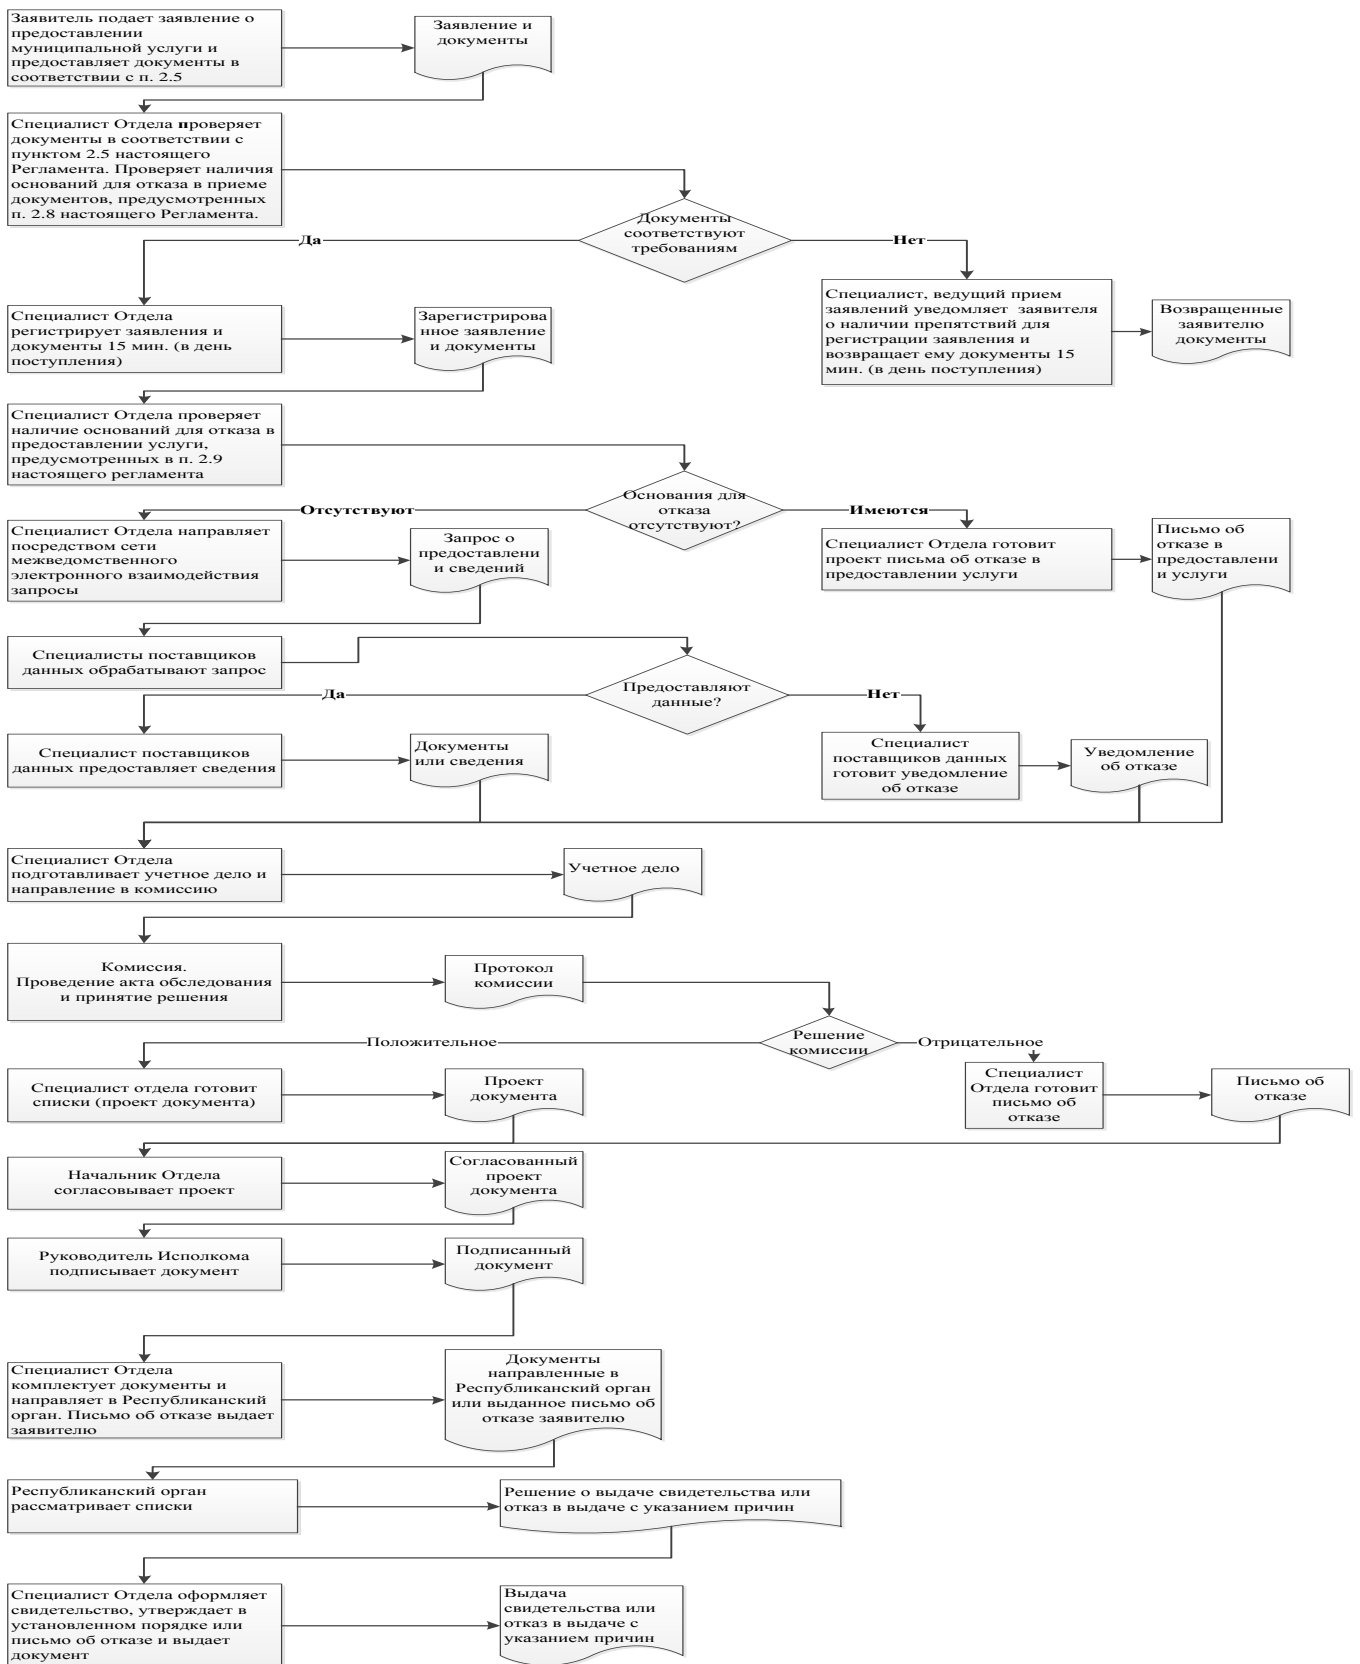 Заявитель подает заявление о
предоставлении
муниципальной услуги и
предоставляет документы в
соответствии с п. 2.5
Заявление и
документы
Специалист Отдела проверяет
документы в соответствии с
пунктом 2.5 настоящего
Регламента. Проверяет наличия
оснований для отказа в приеме
документов, предусмотренных
п. 2.8 настоящего Регламента.
Документы
соответствуют
требованиям
Да
Нет
Специалист Отдела
регистрирует заявления и
документы 15 мин. (в день
поступления)
Зарегистрирова
нное заявление
и документы
Специалист, ведущий прием
заявлений уведомляет заявителя
о наличии препятствий для
регистрации заявления и
возвращает ему документы 15
мин. (в день поступления)
Возвращенные
заявителю
документы
Специалист Отдела проверяет
наличие оснований для отказа в
предоставлении услуги,
предусмотренных в п. 2.9
настоящего регламента
Основания для
отказа
отсутствуют?
Отсутствуют
Имеются
Специалист Отдела направляет
посредством сети
межведомственного
электронного взаимодействия
запросы
Запрос о
предоставлени
и сведений
Специалист Отдела готовит
проект письма об отказе в
предоставлении услуги
Письмо об
отказе в
предоставлени
и услуги
Специалисты поставщиков
данных обрабатывают запрос
Предоставляют
данные?
Да
Нет
Специалист поставщиков
данных предоставляет сведения
Документы
или сведения
Специалист
поставщиков данных
готовит уведомление
об отказе
Уведомление
об отказе
Специалист Отдела
подготавливает учетное дело и
направление в комиссию
Учетное дело
Комиссия.
Проведение акта обследования
и принятие решения
Протокол
комиссии
Решение
комиссии
Положительное
Отрицательное
Специалист отдела готовит
списки (проект документа)
Проект
документа
Специалист
Отдела готовит
письмо об
отказе
Письмо об
отказе
Начальник Отдела
согласовывает проект
Согласованный
проект
документа
Руководитель Исполкома
подписывает документ
Подписанный
документ
Специалист Отдела
комплектует документы и
направляет в Республиканский
орган. Письмо об отказе выдает
заявителю
Документы
направленные в
Республиканский орган
или выданное письмо об
отказе заявителю
Республиканский орган
рассматривает списки
Решение о выдаче свидетельства или
отказ в выдаче с указанием причин
Специалист Отдела оформляет
свидетельство, утверждает в
установленном порядке или
письмо об отказе и выдает
документ
Выдача
свидетельства или
отказ в выдаче с
указанием причин